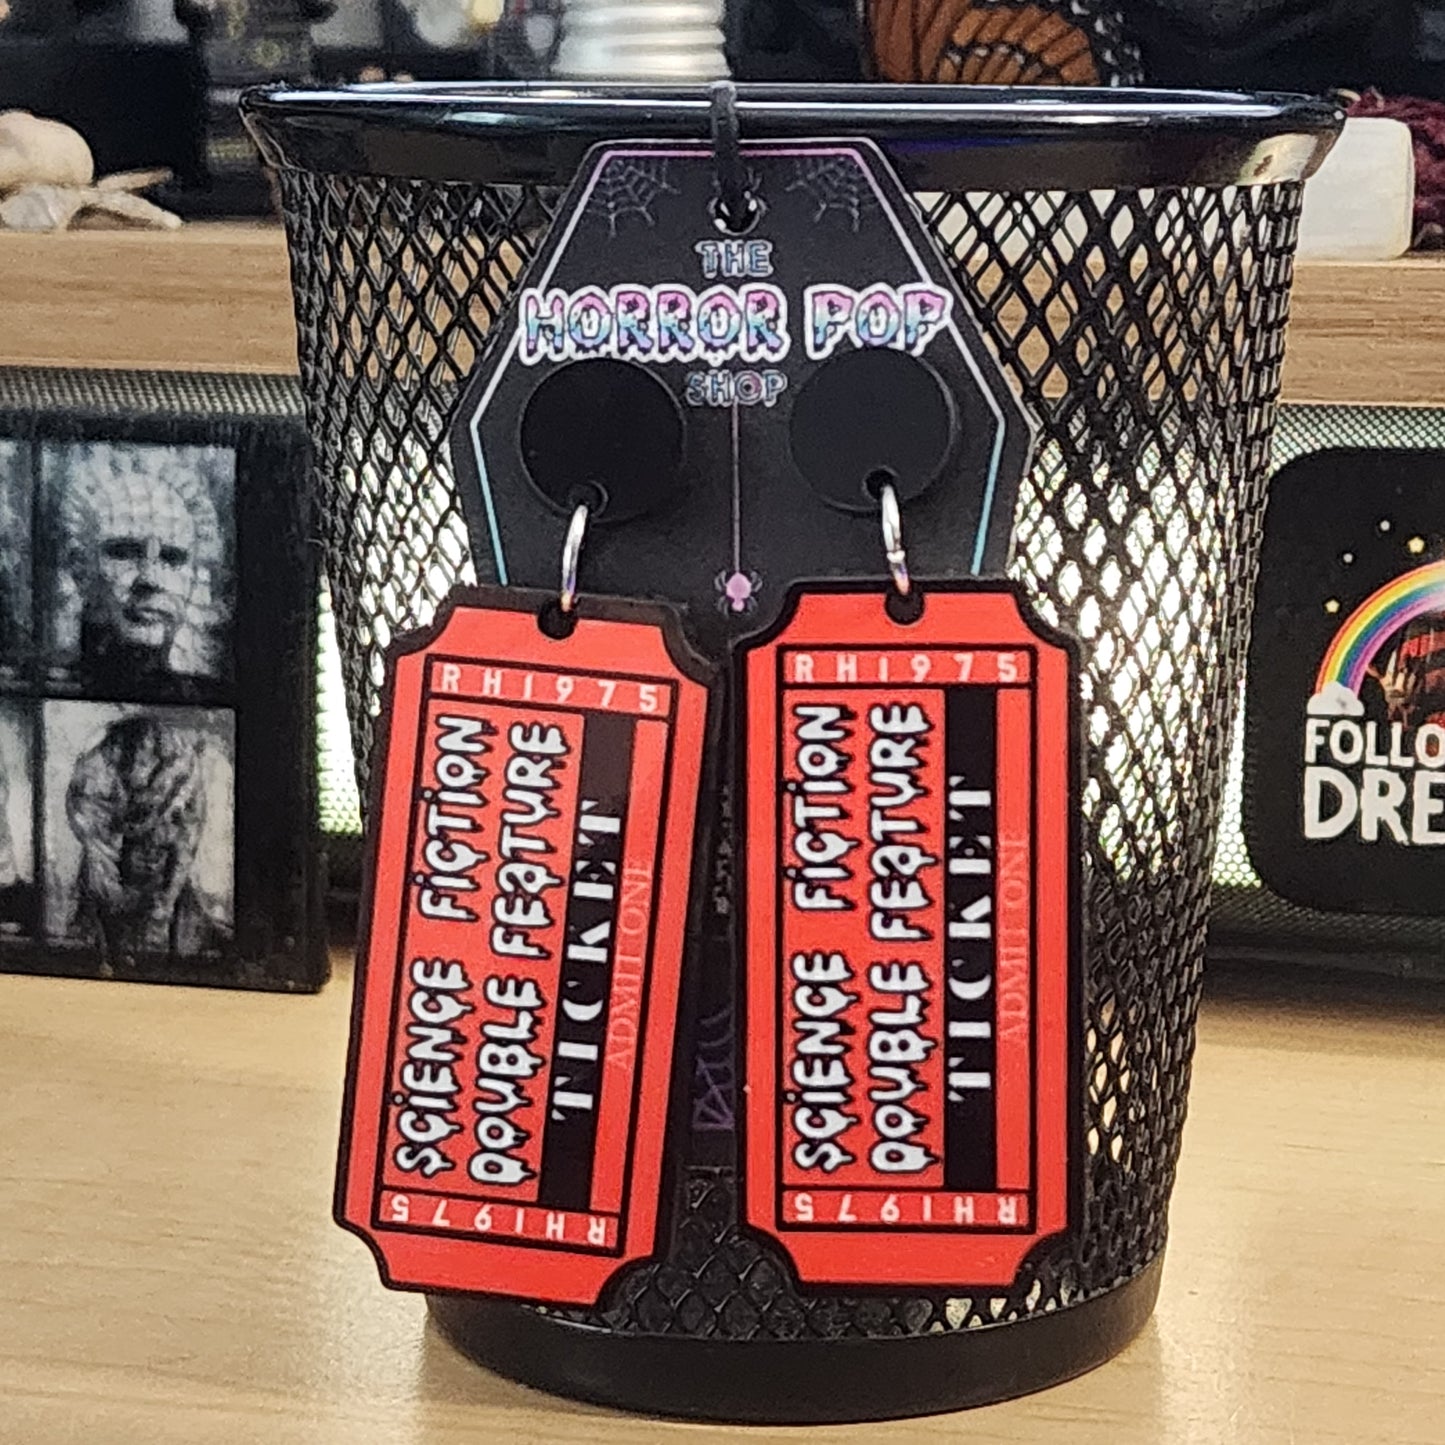 THE
HORROR POP
SHOP
RH1975
SCIENCE FICTION
DOUBLE FEATURE
TICKET
ADMIT ONE
RH1975
RH1975
SCIENCE FICTION
DOUBLE FEATURE
TICKET
ADMIT ONE
RH1975
FOLLO
DRE